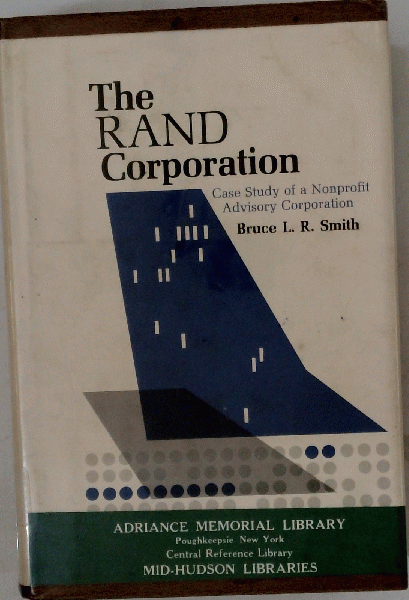 The
RAND
Corporation
Case Study of a Nonprofit
Advisory Corporation
Bruce L. R. Smith
ADRIANCE MEMORIAL LIBRARY
Poughkeepsie New York
Central Reference Library
MID-HUDSON LIBRARIES